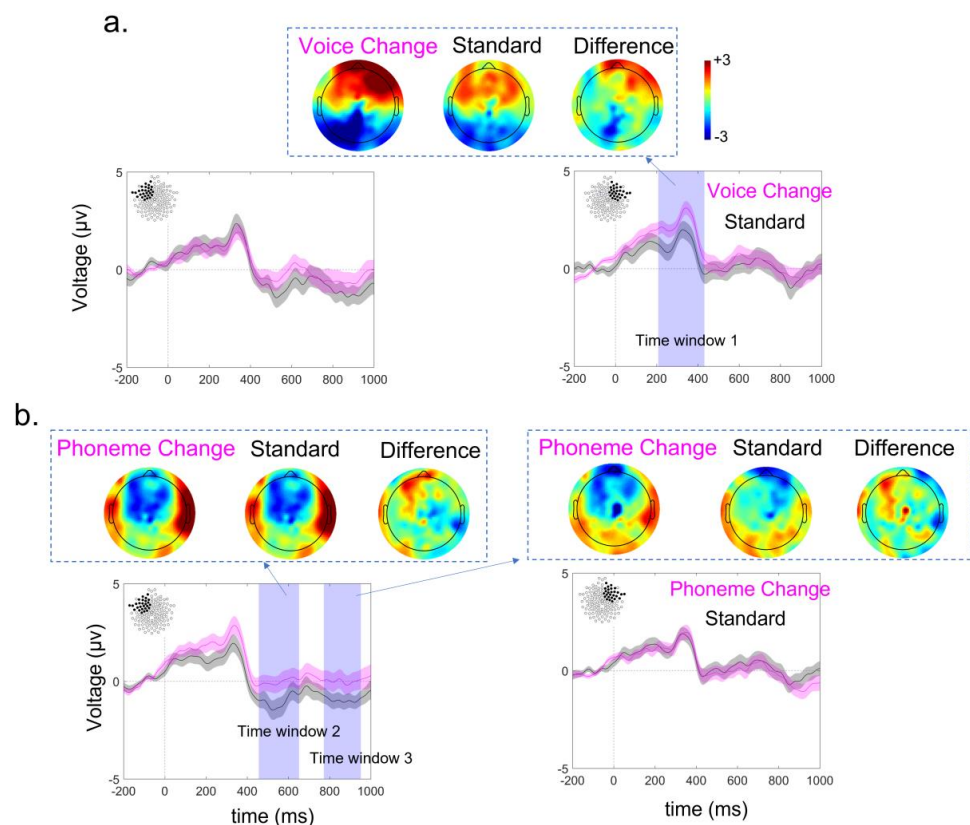 a.
Voice Change Standard Difference
+3
-3
5
0
-5
Voltage (μv)
-200 0 200 400 600 800 1000
5
0
-5
Voice Change
Standard
Time window 1
-200 0 200 400 600 800 1000
b.
Phoneme Change Standard Difference
Phoneme Change Standard Difference
5
0
-5
Voltage (μv)
Time window 2
Time window 3
-200 0 200 400 600 800 1000
time (ms)
5
0
-5
Phoneme Change
Standard
-200 0 200 400 600 800 1000
time (ms)